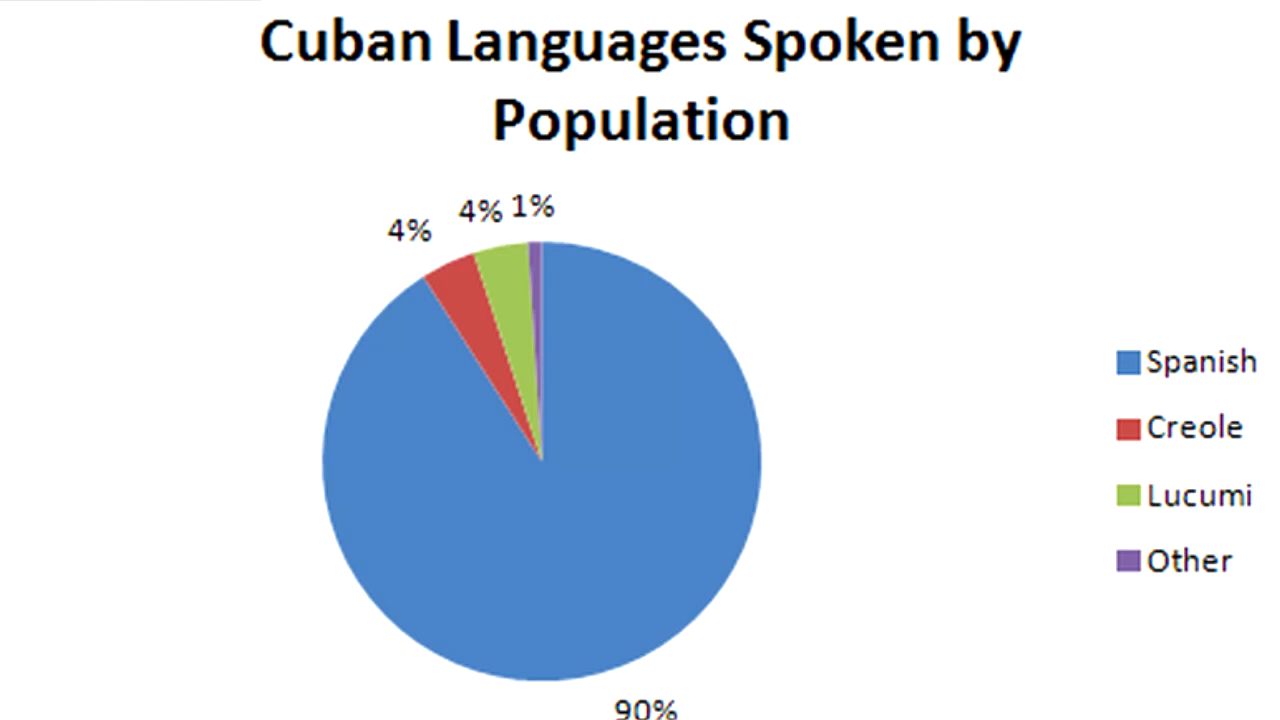 Cuban Languages Spoken by
Population
4%
4%
1%
Spanish
Creole
Lucumi
Other
90%